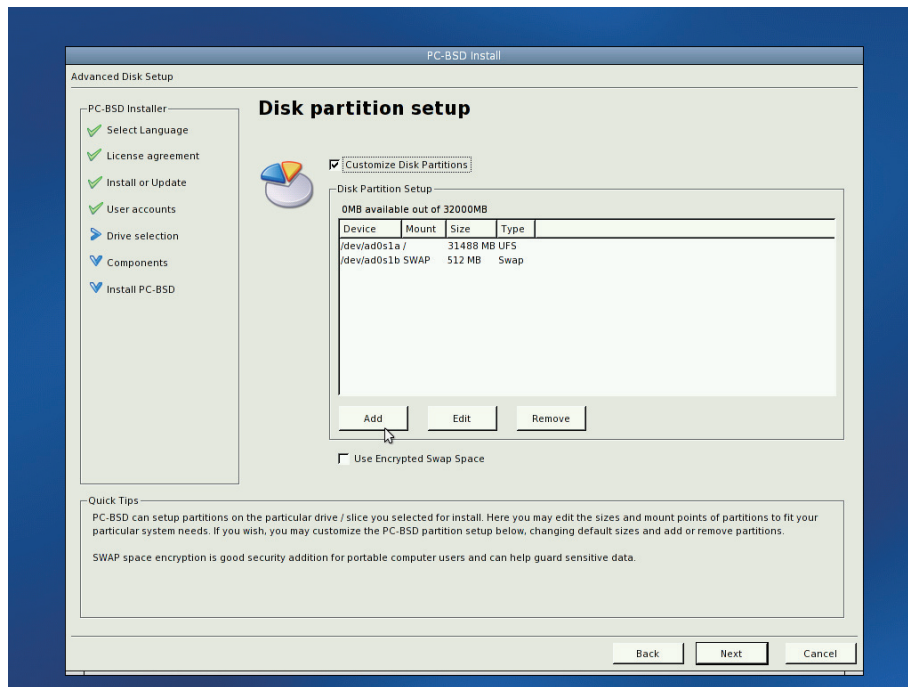 PC-BSD Install
Advanced Disk Setup
PC-BSD Installer
Select Language
License agreement
Install or Update
User accounts
Drive selection
Components
Install PC-BSD
Disk partition setup
Customize Disk Partitions
Disk Partition Setup
0MB available out of 32000MB
Device Mount Size Type
/dev/ad0s1a / 31488 MB UFS
/dev/ad0s1b SWAP 512 MB Swap
Add Edit Remove
Use Encrypted Swap Space
Quick Tips
PC-BSD can setup partitions on the particular drive / slice you selected for install. Here you may edit the sizes and mount points of partitions to fit your
particular system needs. If you wish, you may customize the PC-BSD partition setup below, changing default sizes and add or remove partitions.
SWAP space encryption is good security addition for portable computer users and can help guard sensitive data.
Back Next Cancel